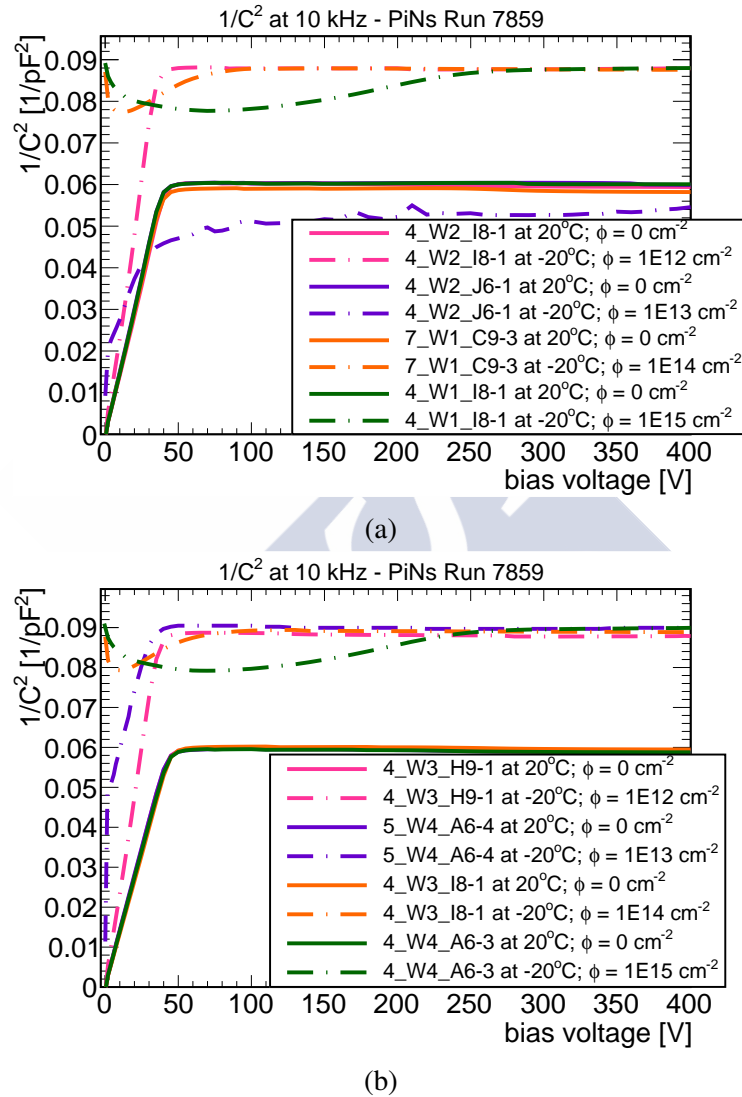 1/C² at 10 kHz - PiNs Run 7859
1/C² [1/pF²]
0.09
0.08
0.07
0.06
0.05
0.04
0.03
0.02
0.01
0
4_W2_I8-1 at 20°C; ϕ = 0 cm⁻²
4_W2_I8-1 at -20°C; ϕ = 1E12 cm⁻²
4_W2_J6-1 at 20°C; ϕ = 0 cm⁻²
4_W2_J6-1 at -20°C; ϕ = 1E13 cm⁻²
7_W1_C9-3 at 20°C; ϕ = 0 cm⁻²
7_W1_C9-3 at -20°C; ϕ = 1E14 cm⁻²
4_W1_I8-1 at 20°C; ϕ = 0 cm⁻²
4_W1_I8-1 at -20°C; ϕ = 1E15 cm⁻²
0 50 100 150 200 250 300 350 400
bias voltage [V]
(a)
1/C² at 10 kHz - PiNs Run 7859
1/C² [1/pF²]
0.09
0.08
0.07
0.06
0.05
0.04
0.03
0.02
0.01
0
4_W3_H9-1 at 20°C; ϕ = 0 cm⁻²
4_W3_H9-1 at -20°C; ϕ = 1E12 cm⁻²
5_W4_A6-4 at 20°C; ϕ = 0 cm⁻²
5_W4_A6-4 at -20°C; ϕ = 1E13 cm⁻²
4_W3_I8-1 at 20°C; ϕ = 0 cm⁻²
4_W3_I8-1 at -20°C; ϕ = 1E14 cm⁻²
4_W4_A6-3 at 20°C; ϕ = 0 cm⁻²
4_W4_A6-3 at -20°C; ϕ = 1E15 cm⁻²
0 50 100 150 200 250 300 350 400
bias voltage [V]
(b)